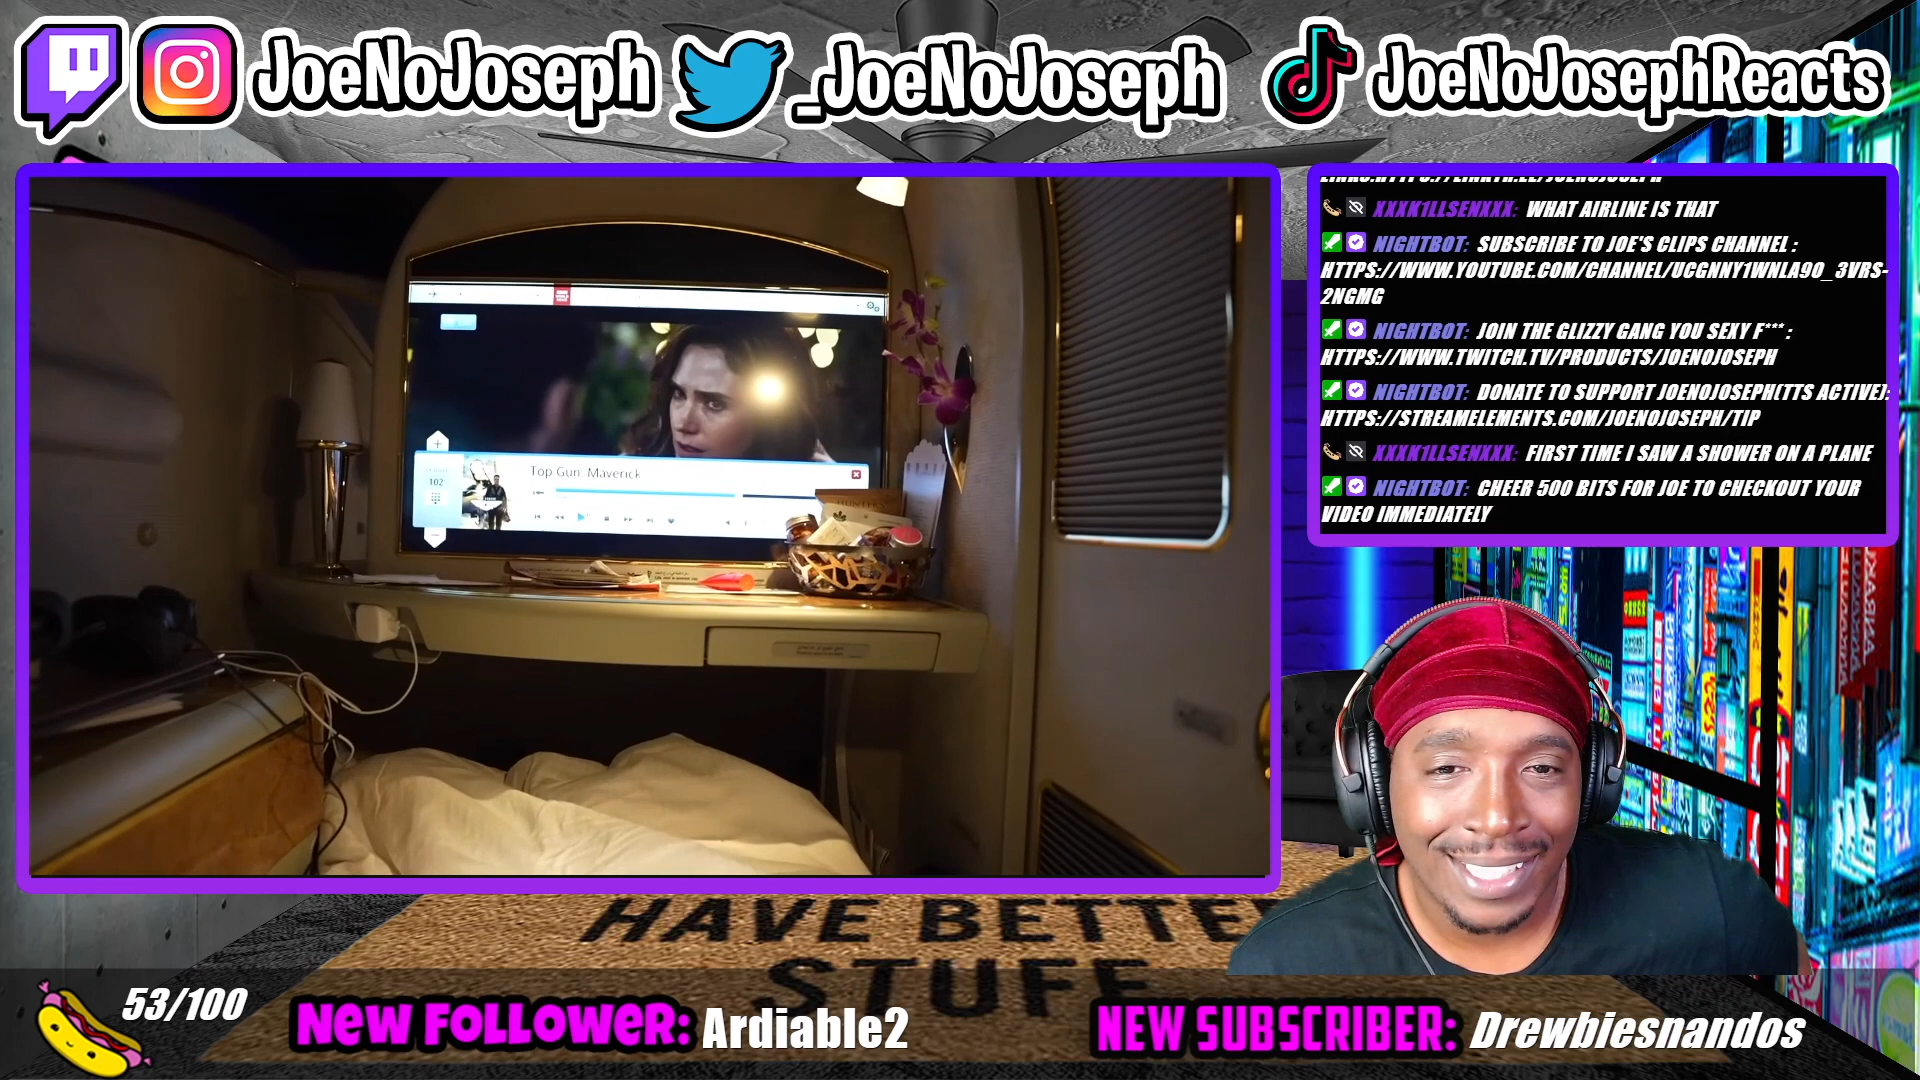 JoeNoJoseph
_JoeNoJoseph
JoeNoJosephReacts
XXXK1LLSENXXX: WHAT AIRLINE IS THAT
NIGHTBOT: SUBSCRIBE TO JOE'S CLIPS CHANNEL :
HTTPS://WWW.YOUTUBE.COM/CHANNEL/UCGNNY1WNLA9O_3VRS-
2NGMG
NIGHTBOT: JOIN THE GLIZZY GANG YOU SEXY F*** :
HTTPS://WWW.TWITCH.TV/PRODUCTS/JOENOJOSEPH
NIGHTBOT: DONATE TO SUPPORT JOENOJOSEPH(TTS ACTIVE):
HTTPS://STREAMELEMENTS.COM/JOENOJOSEPH/TIP
XXXK1LLSENXXX: FIRST TIME I SAW A SHOWER ON A PLANE
NIGHTBOT: CHEER 500 BITS FOR JOE TO CHECKOUT YOUR
VIDEO IMMEDIATELY
Top Gun: Maverick
102
HAVE BETTE
STUFF
53/100
NEW FOLLOWER: Ardiable2
NEW SUBSCRIBER: Drewbiesnandos